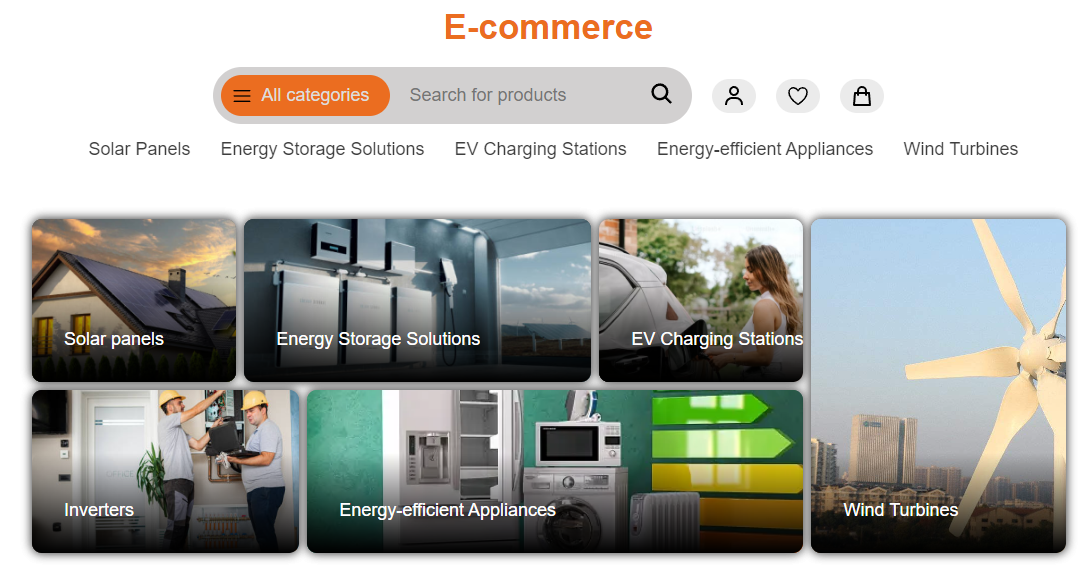 E-commerce
All categories
Search for products
Solar Panels
Energy Storage Solutions
EV Charging Stations
Energy-efficient Appliances
Wind Turbines
Solar panels
Energy Storage Solutions
EV Charging Stations
Inverters
Energy-efficient Appliances
Wind Turbines